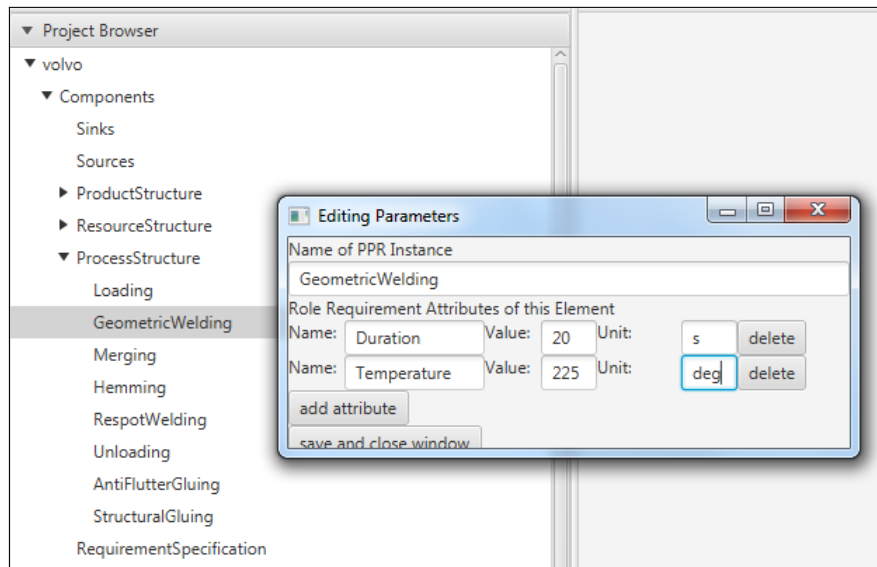 Project Browser
volvo
Components
Sinks
Sources
ProductStructure
ResourceStructure
ProcessStructure
Loading
GeometricWelding
Merging
Hemming
RespotWelding
Unloading
AntiFlutterGluing
StructuralGluing
RequirementSpecification
Editing Parameters
Name of PPR Instance
GeometricWelding
Role Requirement Attributes of this Element
Name: Duration Value: 20 Unit: s delete
Name: Temperature Value: 225 Unit: deg delete
add attribute
save and close window